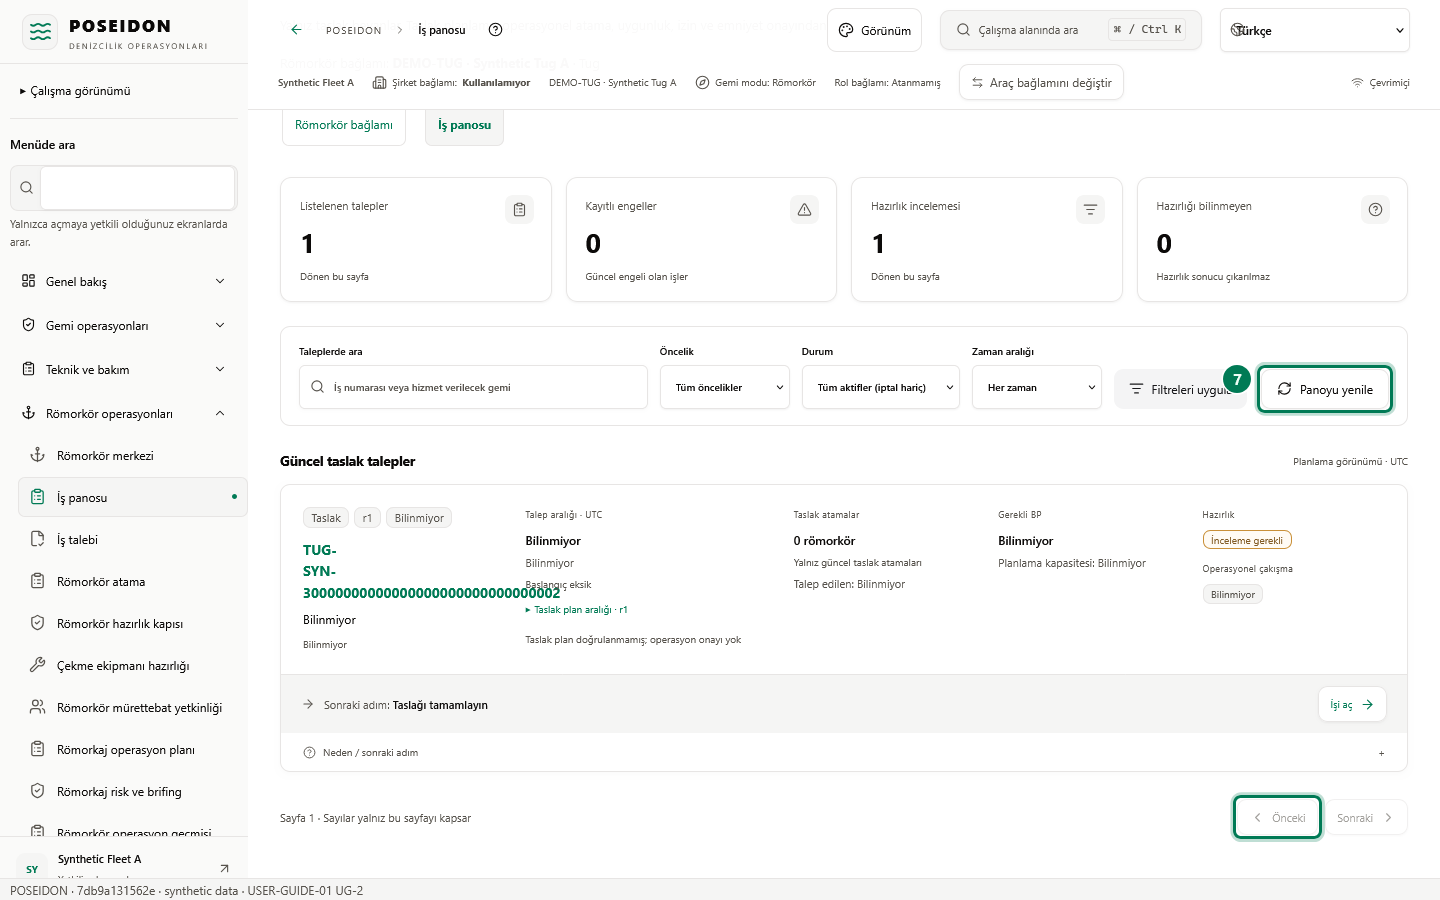 POSEIDON
DENİZCİLİK OPERASYONLARI
Çalışma görünümü
Menüde ara
Yalnızca açmaya yetkili olduğunuz ekranlarda
arar.
Genel bakış
Gemi operasyonları
Teknik ve bakım
Römorkör operasyonları
Römorkör merkezi
İş panosu
İş talebi
Römorkör atama
Römorkör hazırlık kapısı
Çekme ekipmanı hazırlığı
Römorkör mürettebat yetkinliği
Römorkaj operasyon planı
Römorkaj risk ve brifing
Römorkör operasyon geçmişi
SY
Synthetic Fleet A
POSEIDON
İş panosu
Görünüm
Çalışma alanında ara
⌘ / Ctrl K
Türkçe
Synthetic Fleet A
Şirket bağlamı: Kullanılamıyor
DEMO-TUG · Synthetic Tug A
Gemi modu: Römorkör
Rol bağlamı: Atanmamış
Araç bağlamını değiştir
Çevrimiçi
Römorkör bağlamı
İş panosu
Listelenen talepler
1
Dönen bu sayfa
Kayıtlı engeller
0
Güncel engeli olan işler
Hazırlık incelemesi
1
Dönen bu sayfa
Hazırlığı bilinmeyen
0
Hazırlık sonucu çıkarılmaz
Taleplerde ara
İş numarası veya hizmet verilecek gemi
Öncelik
Tüm öncelikler
Durum
Tüm aktifler (iptal hariç)
Zaman aralığı
Her zaman
Filtreleri uygula
7
Panoyu yenile
Güncel taslak talepler
Planlama görünümü · UTC
Taslak
r1
Bilinmiyor
TUG-
SYN-
Bilinmiyor
Bilinmiyor
Talep aralığı · UTC
Bilinmiyor
Bilinmiyor
Başlangıç eksik
Taslak plan aralığı · r1
Taslak plan doğrulanmamış; operasyon onayı yok
Taslak atamalar
0 römorkör
Yalnız güncel taslak atamaları
Talep edilen: Bilinmiyor
Gerekli BP
Bilinmiyor
Planlama kapasitesi: Bilinmiyor
Hazırlık
İnceleme gerekli
Operasyonel çakışma
Bilinmiyor
Sonraki adım: Taslağı tamamlayın
İşi aç
Neden / sonraki adım
+
Sayfa 1 · Sayılar yalnız bu sayfayı kapsar
Önceki
Sonraki
POSEIDON · 7db9a131562e · synthetic data · USER-GUIDE-01 UG-2